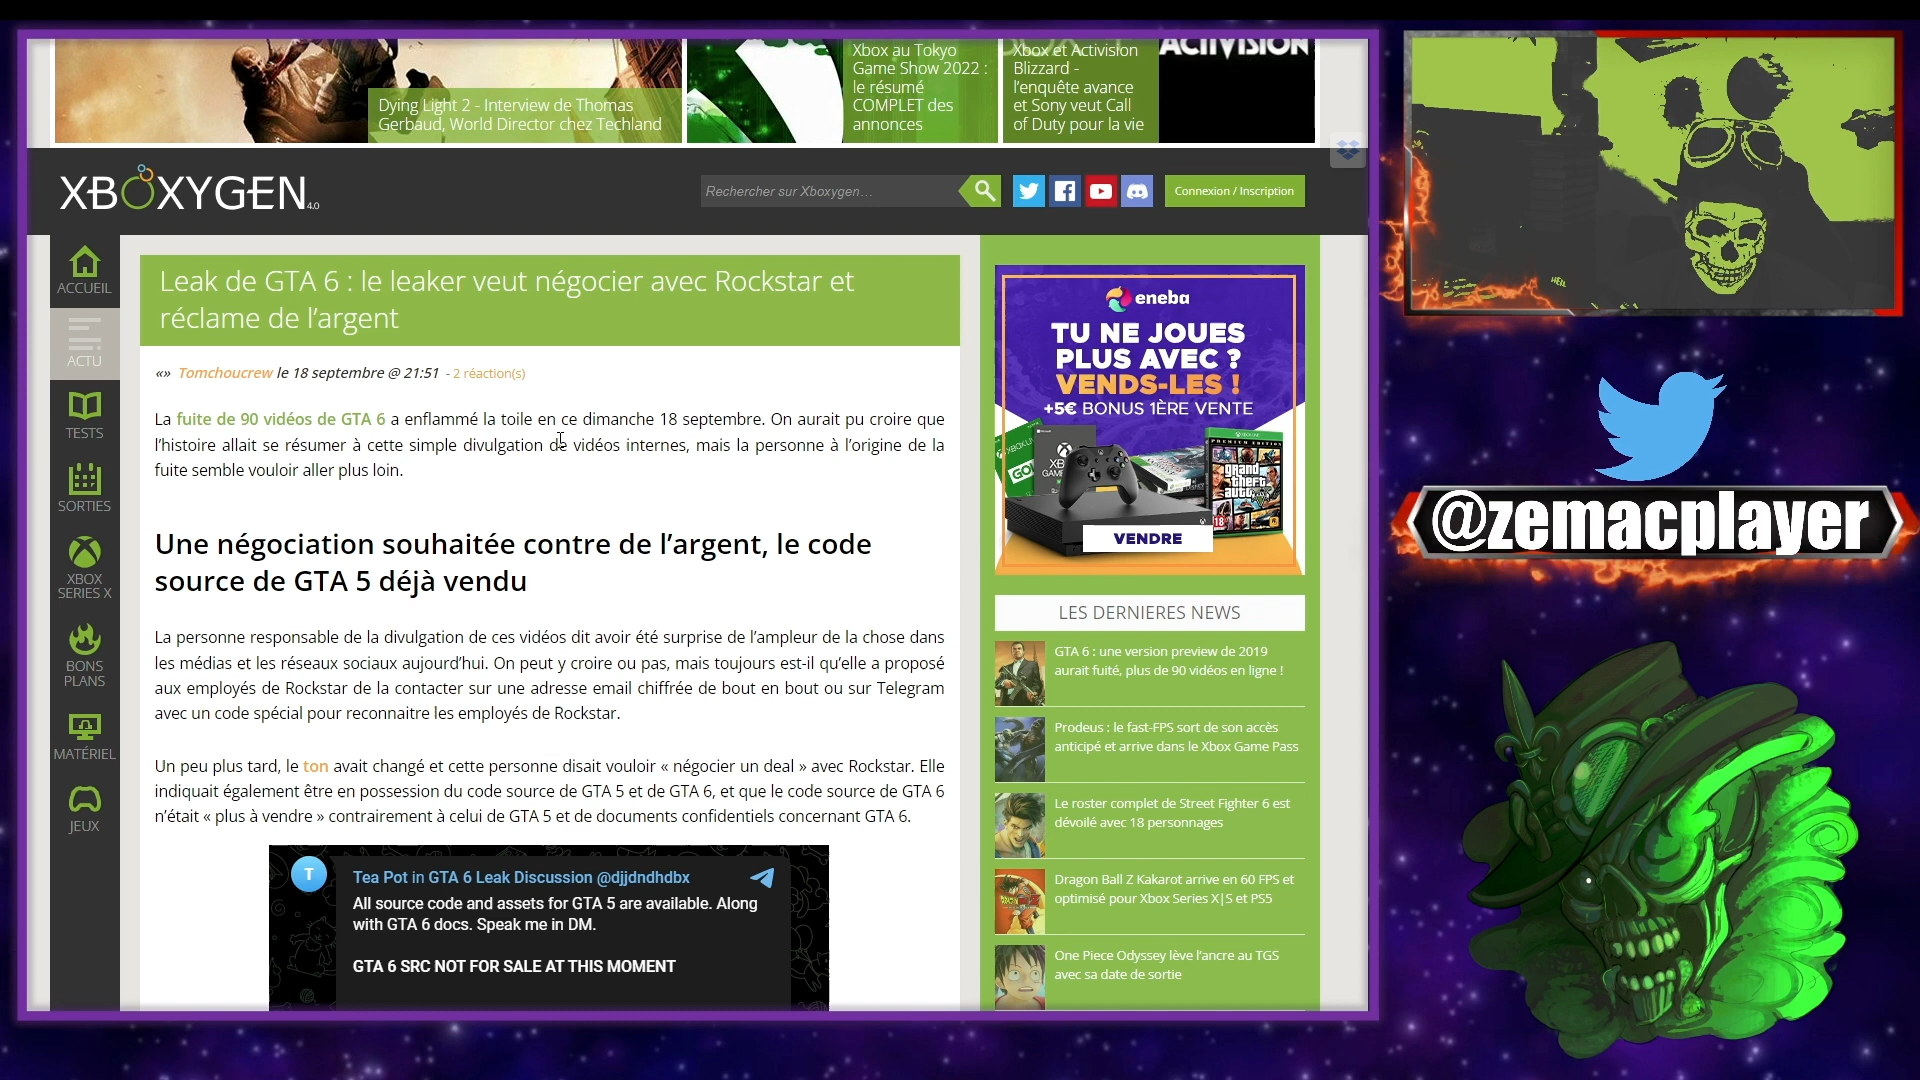 Dying Light 2 - Interview de Thomas
Gerbaud, World Director chez Techland
Xbox au Tokyo
Game Show 2022 :
le résumé
COMPLET des
annonces
Xbox et Activision
Blizzard -
l'enquête avance
et Sony veut Call
of Duty pour la vie
ACTIVISION
XBOXYGEN 4.0
Rechercher sur Xboxygen…
Connexion / Inscription
ACCUEIL
ACTU
TESTS
SORTIES
XBOX
SERIES X
BONS
PLANS
MATÉRIEL
JEUX
Leak de GTA 6 : le leaker veut négocier avec Rockstar et
réclame de l’argent
«» Tomchoucrew le 18 septembre @ 21:51 - 2 réaction(s)
La fuite de 90 vidéos de GTA 6 a enflammé la toile en ce dimanche 18 septembre. On aurait pu croire que
l’histoire allait se résumer à cette simple divulgation de vidéos internes, mais la personne à l’origine de la
fuite semble vouloir aller plus loin.
Une négociation souhaitée contre de l’argent, le code
source de GTA 5 déjà vendu
La personne responsable de la divulgation de ces vidéos dit avoir été surprise de l’ampleur de la chose dans
les médias et les réseaux sociaux aujourd’hui. On peut y croire ou pas, mais toujours est-il qu’elle a proposé
aux employés de Rockstar de la contacter sur une adresse email chiffrée de bout en bout ou sur Telegram
avec un code spécial pour reconnaitre les employés de Rockstar.
Un peu plus tard, le ton avait changé et cette personne disait vouloir « négocier un deal » avec Rockstar. Elle
indiquait également être en possession du code source de GTA 5 et de GTA 6, et que le code source de GTA 6
n’était « plus à vendre » contrairement à celui de GTA 5 et de documents confidentiels concernant GTA 6.
T
Tea Pot in GTA 6 Leak Discussion @djjdndhdbx
All source code and assets for GTA 5 are available. Along
with GTA 6 docs. Speak me in DM.
GTA 6 SRC NOT FOR SALE AT THIS MOMENT
eneba
TU NE JOUES
PLUS AVEC ?
VENDS-LES !
+5€ BONUS 1ÈRE VENTE
PREMIUM EDITION
grand
theft
auto
18
VENDRE
LES DERNIERES NEWS
GTA 6 : une version preview de 2019
aurait fuité, plus de 90 vidéos en ligne !
Prodeus : le fast-FPS sort de son accès
anticipé et arrive dans le Xbox Game Pass
Le roster complet de Street Fighter 6 est
dévoilé avec 18 personnages
Dragon Ball Z Kakarot arrive en 60 FPS et
optimisé pour Xbox Series X|S et PS5
One Piece Odyssey lève l’ancre au TGS
avec sa date de sortie
@zemacplayer